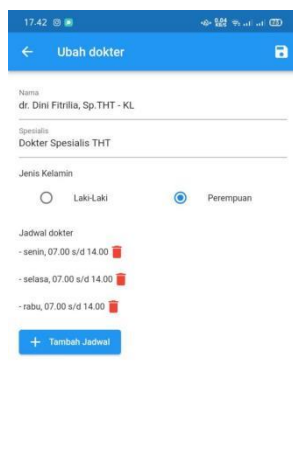 17.42
Ubah dokter
Nama
dr. Dini Fitrilia, Sp.THT - KL
Spesialis
Dokter Spesialis THT
Jenis Kelamin
Laki-Laki Perempuan
Jadwal dokter
- senin, 07.00 s/d 14.00
- selasa, 07.00 s/d 14.00
- rabu, 07.00 s/d 14.00
+ Tambah Jadwal